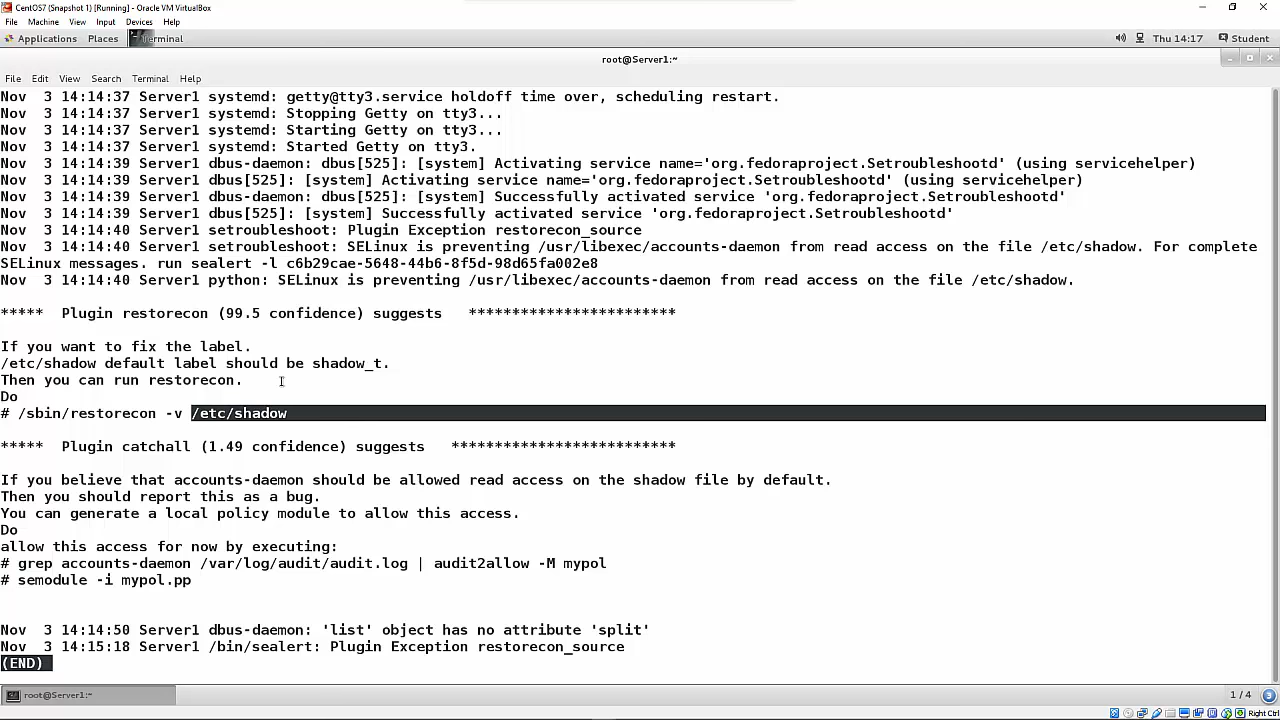 CentOS7 (Snapshot 1) [Running] - Oracle VM VirtualBox
File Machine View Input Devices Help
Applications Places Terminal Thu 14:17 Student
root@Server1:~
File Edit View Search Terminal Help
Nov  3 14:14:37 Server1 systemd: getty@tty3.service holdoff time over, scheduling restart.
Nov  3 14:14:37 Server1 systemd: Stopping Getty on tty3...
Nov  3 14:14:37 Server1 systemd: Starting Getty on tty3...
Nov  3 14:14:37 Server1 systemd: Started Getty on tty3.
Nov  3 14:14:39 Server1 dbus-daemon: dbus[525]: [system] Activating service name='org.fedoraproject.Setroubleshootd' (using servicehelper)
Nov  3 14:14:39 Server1 dbus[525]: [system] Activating service name='org.fedoraproject.Setroubleshootd' (using servicehelper)
Nov  3 14:14:39 Server1 dbus-daemon: dbus[525]: [system] Successfully activated service 'org.fedoraproject.Setroubleshootd'
Nov  3 14:14:39 Server1 dbus[525]: [system] Successfully activated service 'org.fedoraproject.Setroubleshootd'
Nov  3 14:14:40 Server1 setroubleshoot: Plugin Exception restorecon_source
Nov  3 14:14:40 Server1 setroubleshoot: SELinux is preventing /usr/libexec/accounts-daemon from read access on the file /etc/shadow. For complete
SELinux messages. run sealert -l c6b29cae-5648-44b6-8f5d-98d65fa002e8
Nov  3 14:14:40 Server1 python: SELinux is preventing /usr/libexec/accounts-daemon from read access on the file /etc/shadow.
*****  Plugin restorecon (99.5 confidence) suggests   ************************
If you want to fix the label.
/etc/shadow default label should be shadow_t.
Then you can run restorecon.
Do
# /sbin/restorecon -v /etc/shadow
*****  Plugin catchall (1.49 confidence) suggests   **************************
If you believe that accounts-daemon should be allowed read access on the shadow file by default.
Then you should report this as a bug.
You can generate a local policy module to allow this access.
Do
allow this access for now by executing:
# grep accounts-daemon /var/log/audit/audit.log | audit2allow -M mypol
# semodule -i mypol.pp
Nov  3 14:14:50 Server1 dbus-daemon: 'list' object has no attribute 'split'
Nov  3 14:15:18 Server1 /bin/sealert: Plugin Exception restorecon_source
(END)
root@Server1:~ 1 / 4 3
Right Ctrl